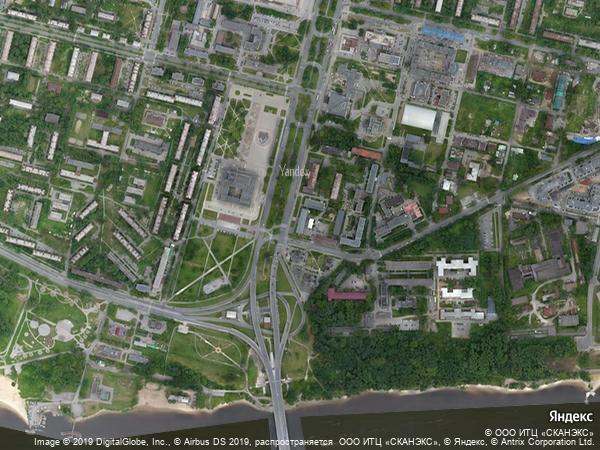 Yandex
Яндекс
© ООО ИТЦ «СКАНЭКС»
Image © 2019 DigitalGlobe, Inc., © Airbus DS 2019, распространяется ООО ИТЦ «СКАНЭКС», © Яндекс, © Antrix Corporation Ltd.